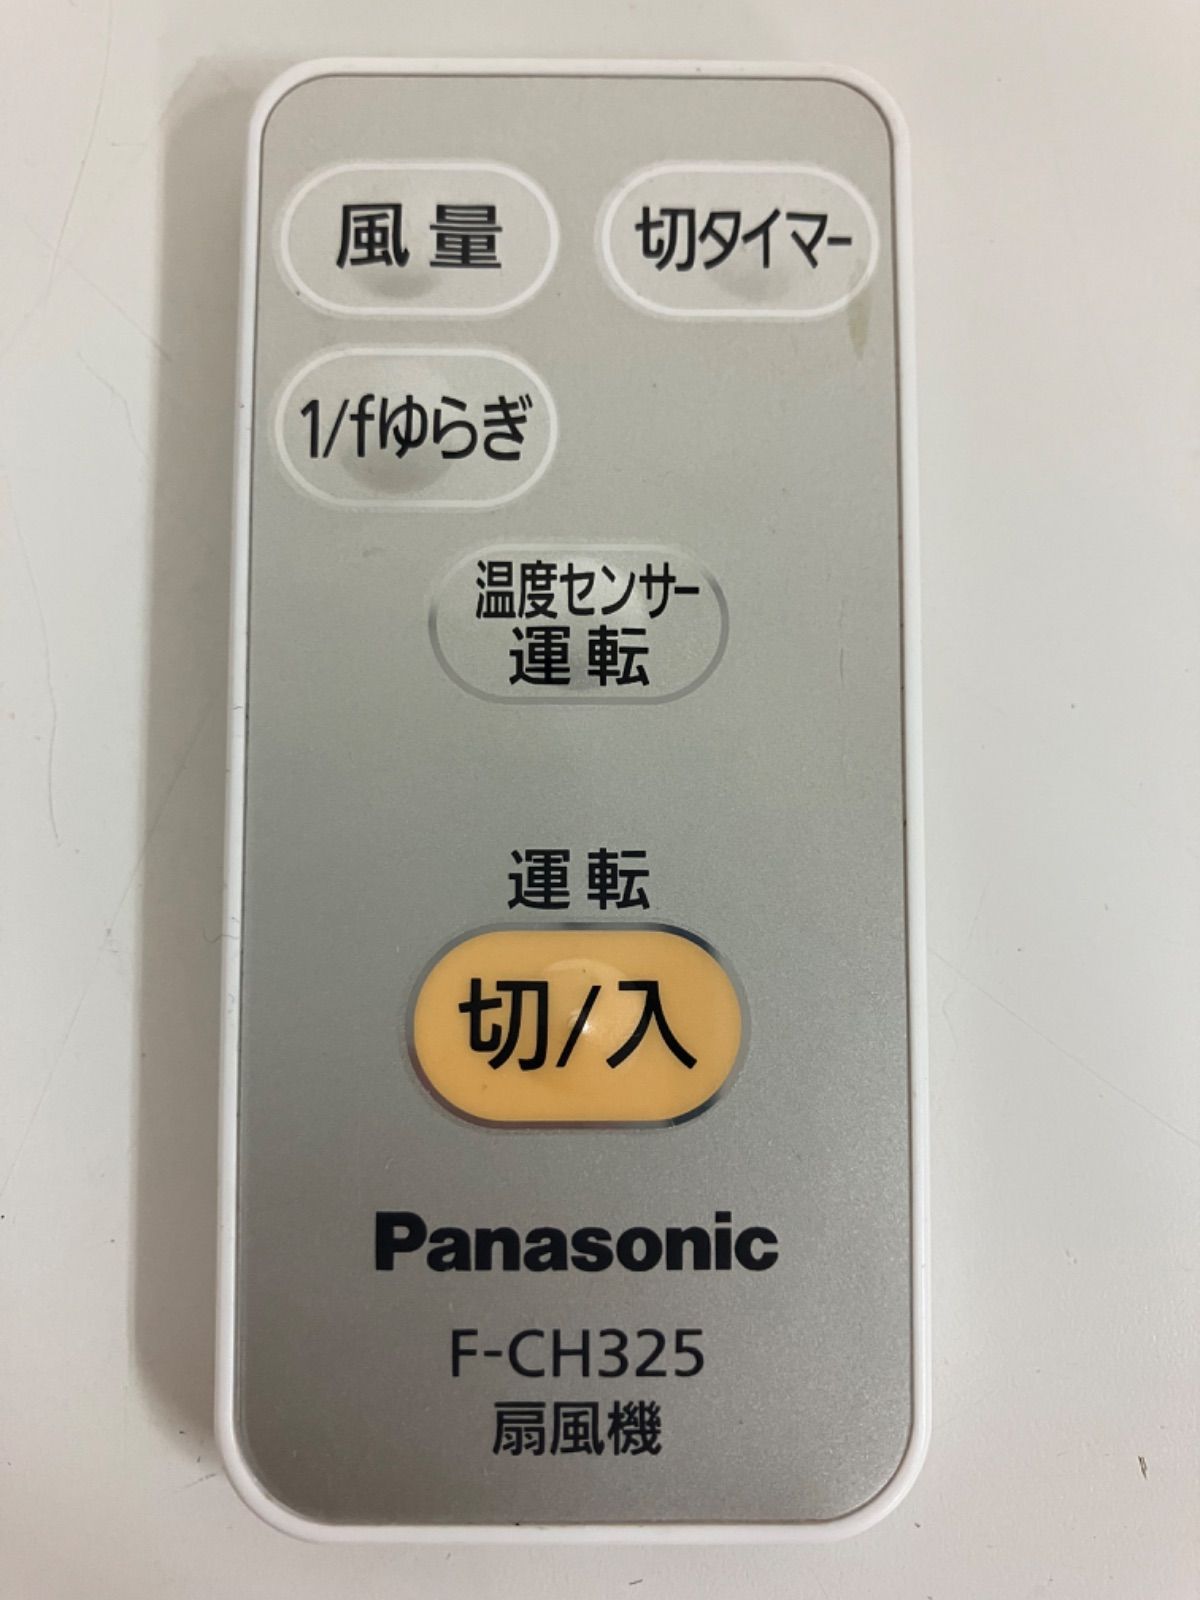 風量
切タイマー
1/fゆらぎ
温度センサー
運転
運転
切/入
Panasonic
F-CH325
扇風機